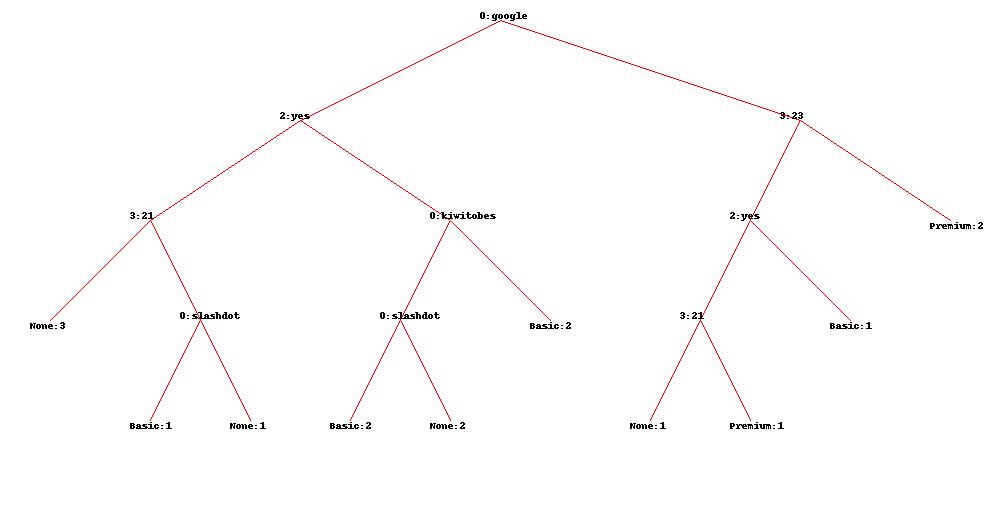 0:google
2:yes
3:23
3:21
0:kiwitobes
2:yes
Premium:2
None:3
0:slashdot
0:slashdot
Basic:2
3:21
Basic:1
Basic:1
None:1
Basic:2
None:2
None:1
Premium:1